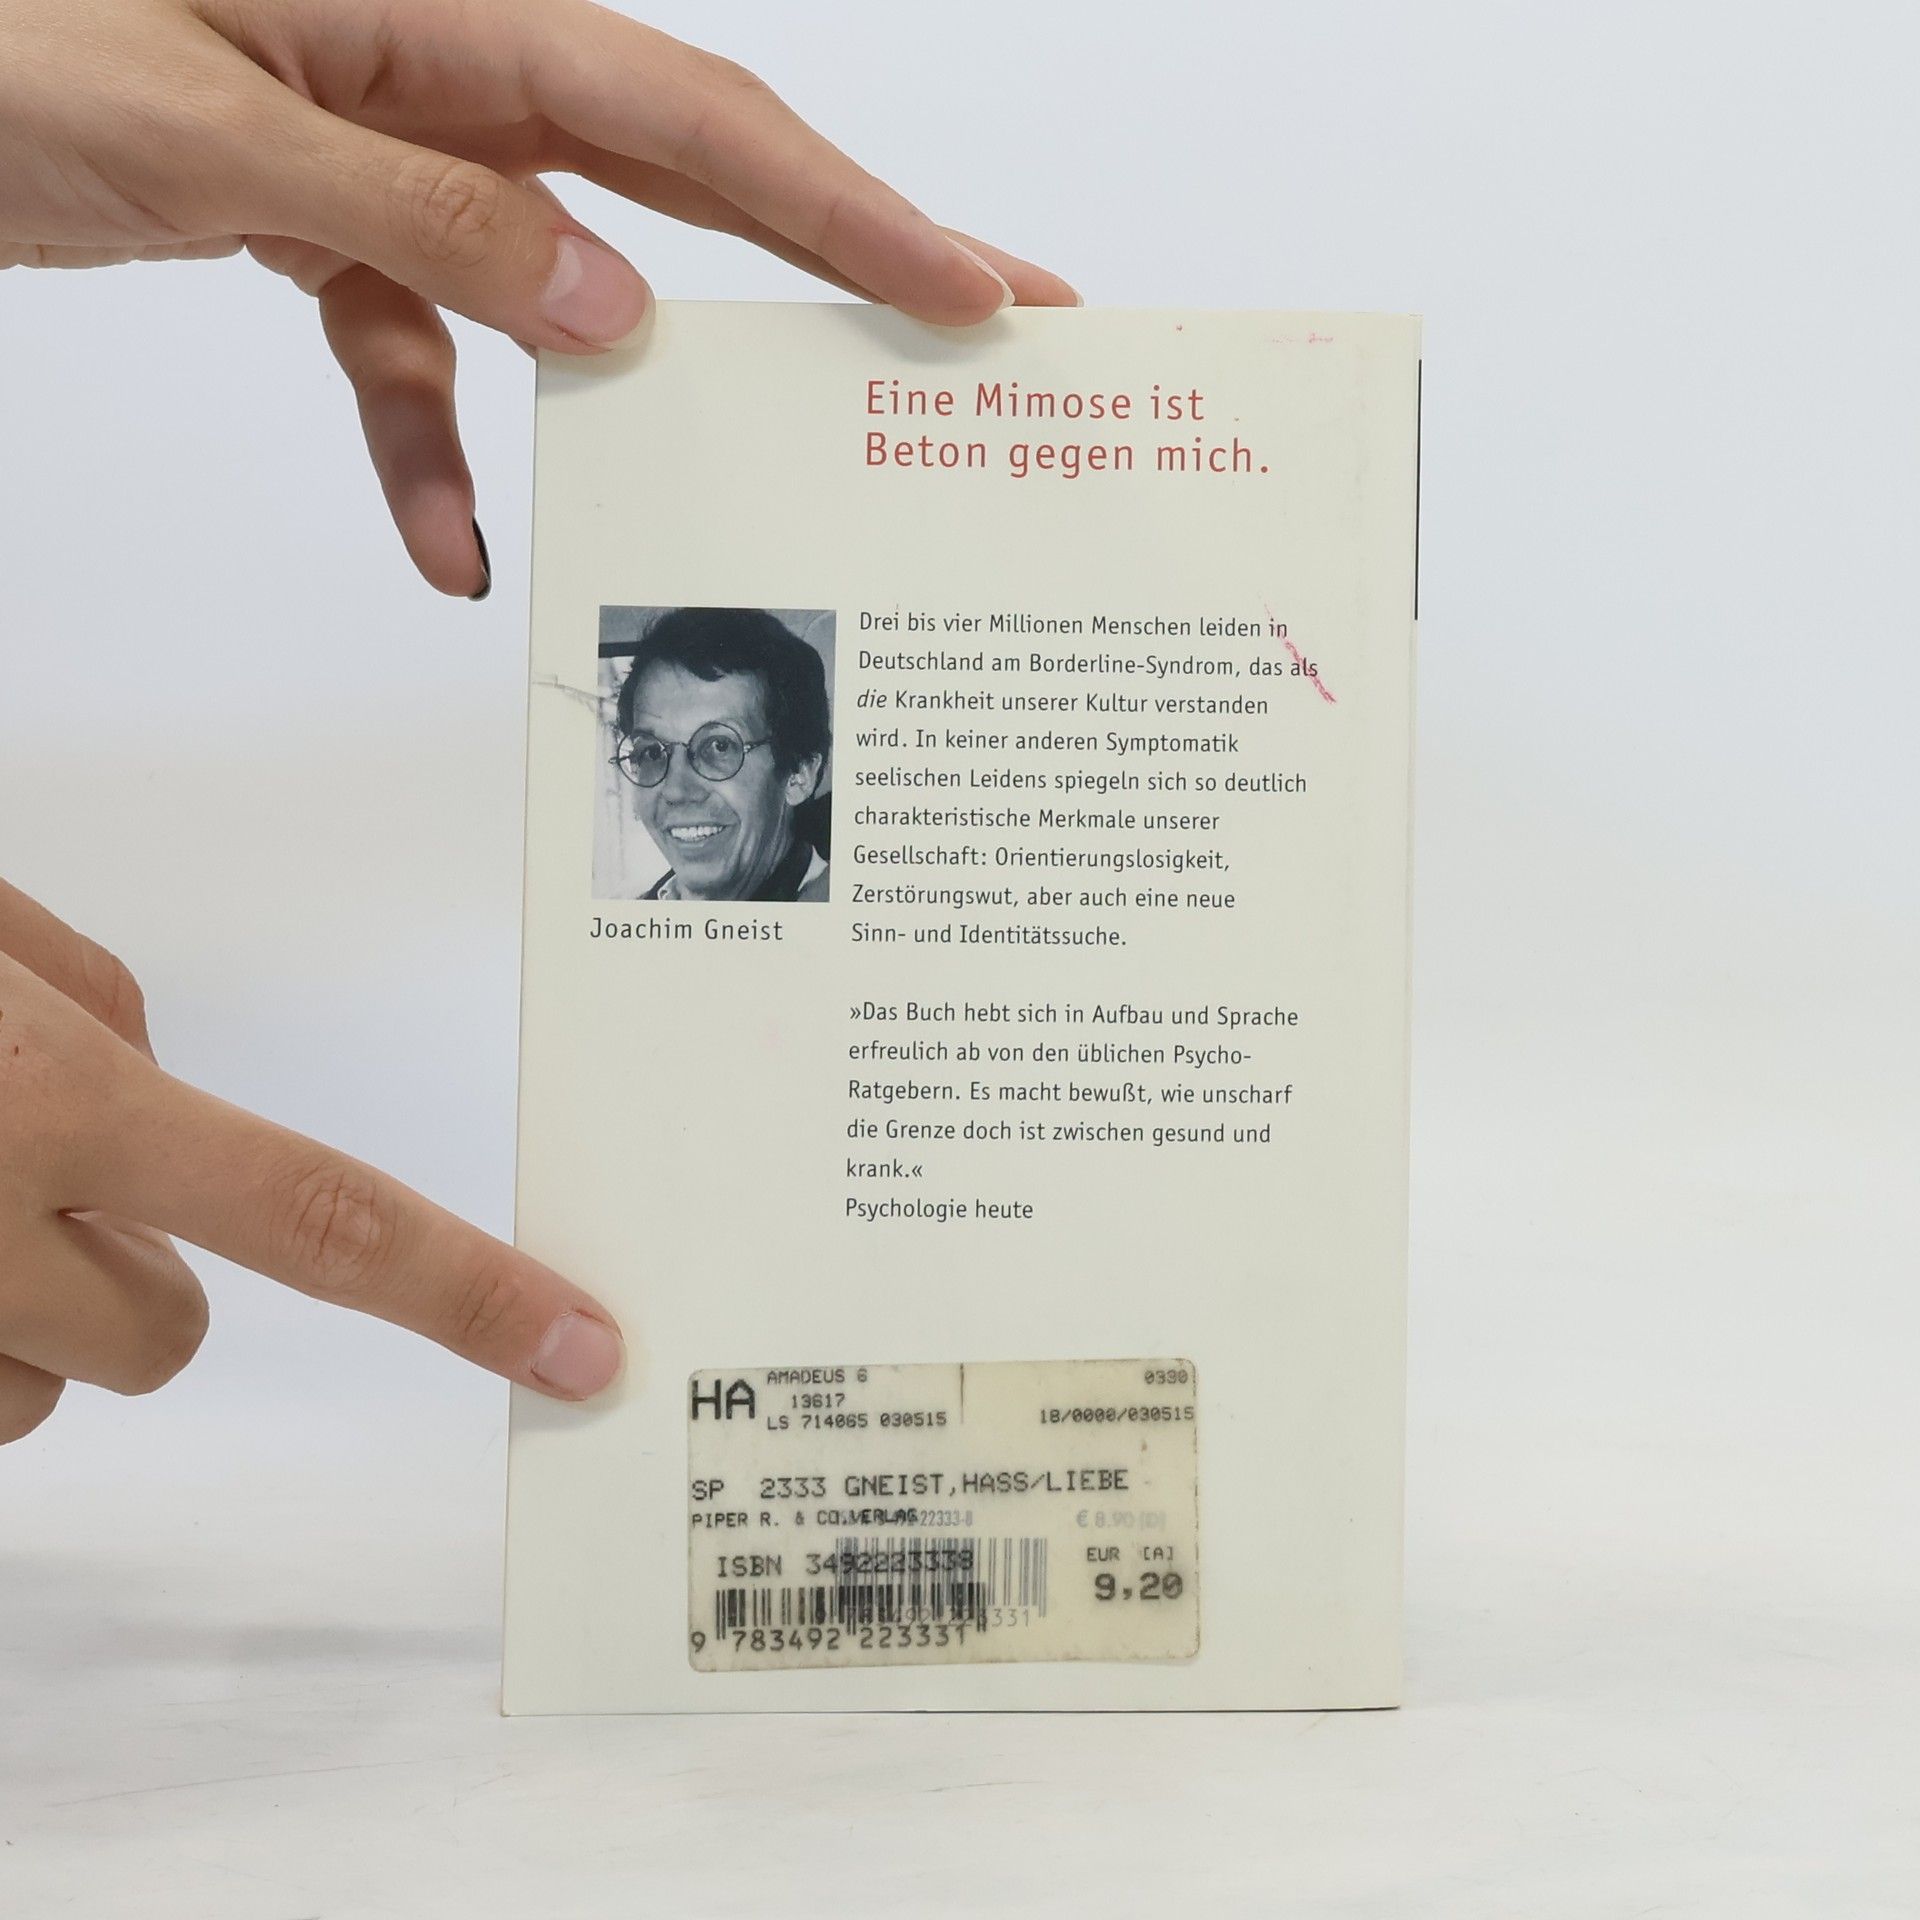 Eine Mimose ist
Beton gegen mich.
Drei bis vier Millionen Menschen leiden in
Deutschland am Borderline-Syndrom, das als
die Krankheit unserer Kultur verstanden
wird. In keiner anderen Symptomatik
seelischen Leidens spiegeln sich so deutlich
charakteristische Merkmale unserer
Gesellschaft: Orientierungslosigkeit,
Zerstörungswut, aber auch eine neue
Sinn- und Identitätssuche.
Joachim Gneist
»Das Buch hebt sich in Aufbau und Sprache
erfreulich ab von den üblichen Psycho-
Ratgebern. Es macht bewußt, wie unscharf
die Grenze doch ist zwischen gesund und
krank.«
Psychologie heute
HA AMADEUS 6 0330
13617
LS 714065 030515 18/0000/030515
SP 2333 GNEIST,HASS/LIEBE
PIPER R. & CO.VERLAG
€ 8.90 [D]
ISBN 3492223338
EUR [A]
9,20
9 783492 223331